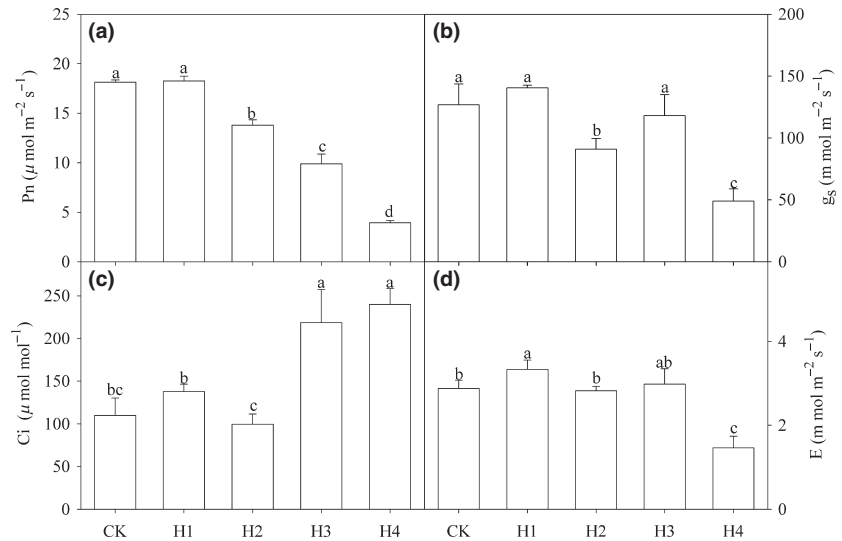 (a)
25
20
15
10
5
0
Pn (μ mol m⁻² s⁻¹)
a a b c d
(b)
200
150
100
50
0
gs (m mol m⁻² s⁻¹)
a a b a c
(c)
250
200
150
100
50
0
Ci (μ mol mol⁻¹)
bc b c a a
(d)
4
2
0
E (m mol m⁻² s⁻¹)
b a b ab c
CK H1 H2 H3 H4
CK H1 H2 H3 H4